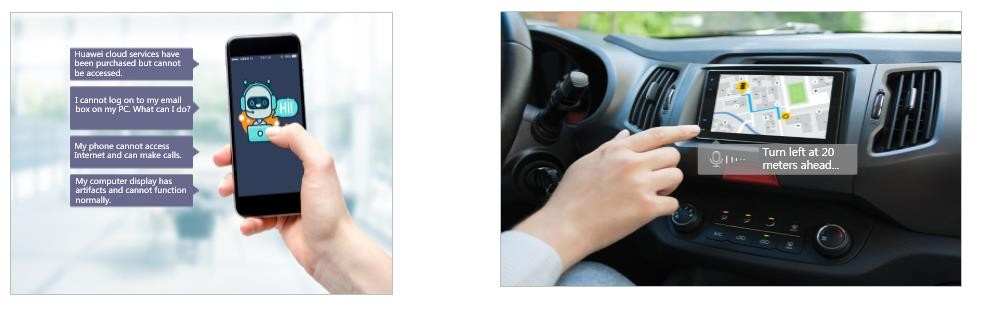 Huawei cloud services have
been purchased but cannot
be accessed.
I cannot log on to my email
box on my PC. What can I do?
My phone cannot access
Internet and can make calls.
My computer display has
artifacts and cannot function
normally.
Hi!
Turn left at 20
meters ahead...